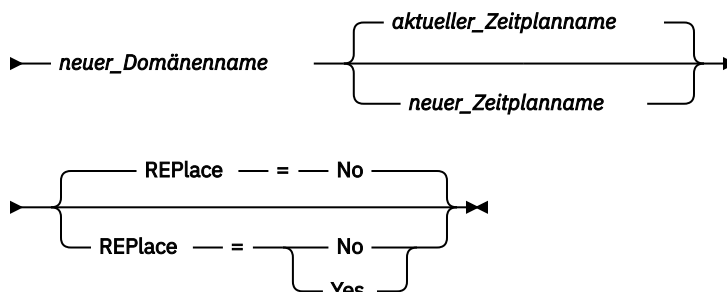 aktueller_Zeitplanname
neuer_Domänenname
neuer_Zeitplanname
REPlace = No
REPlace = No
Yes